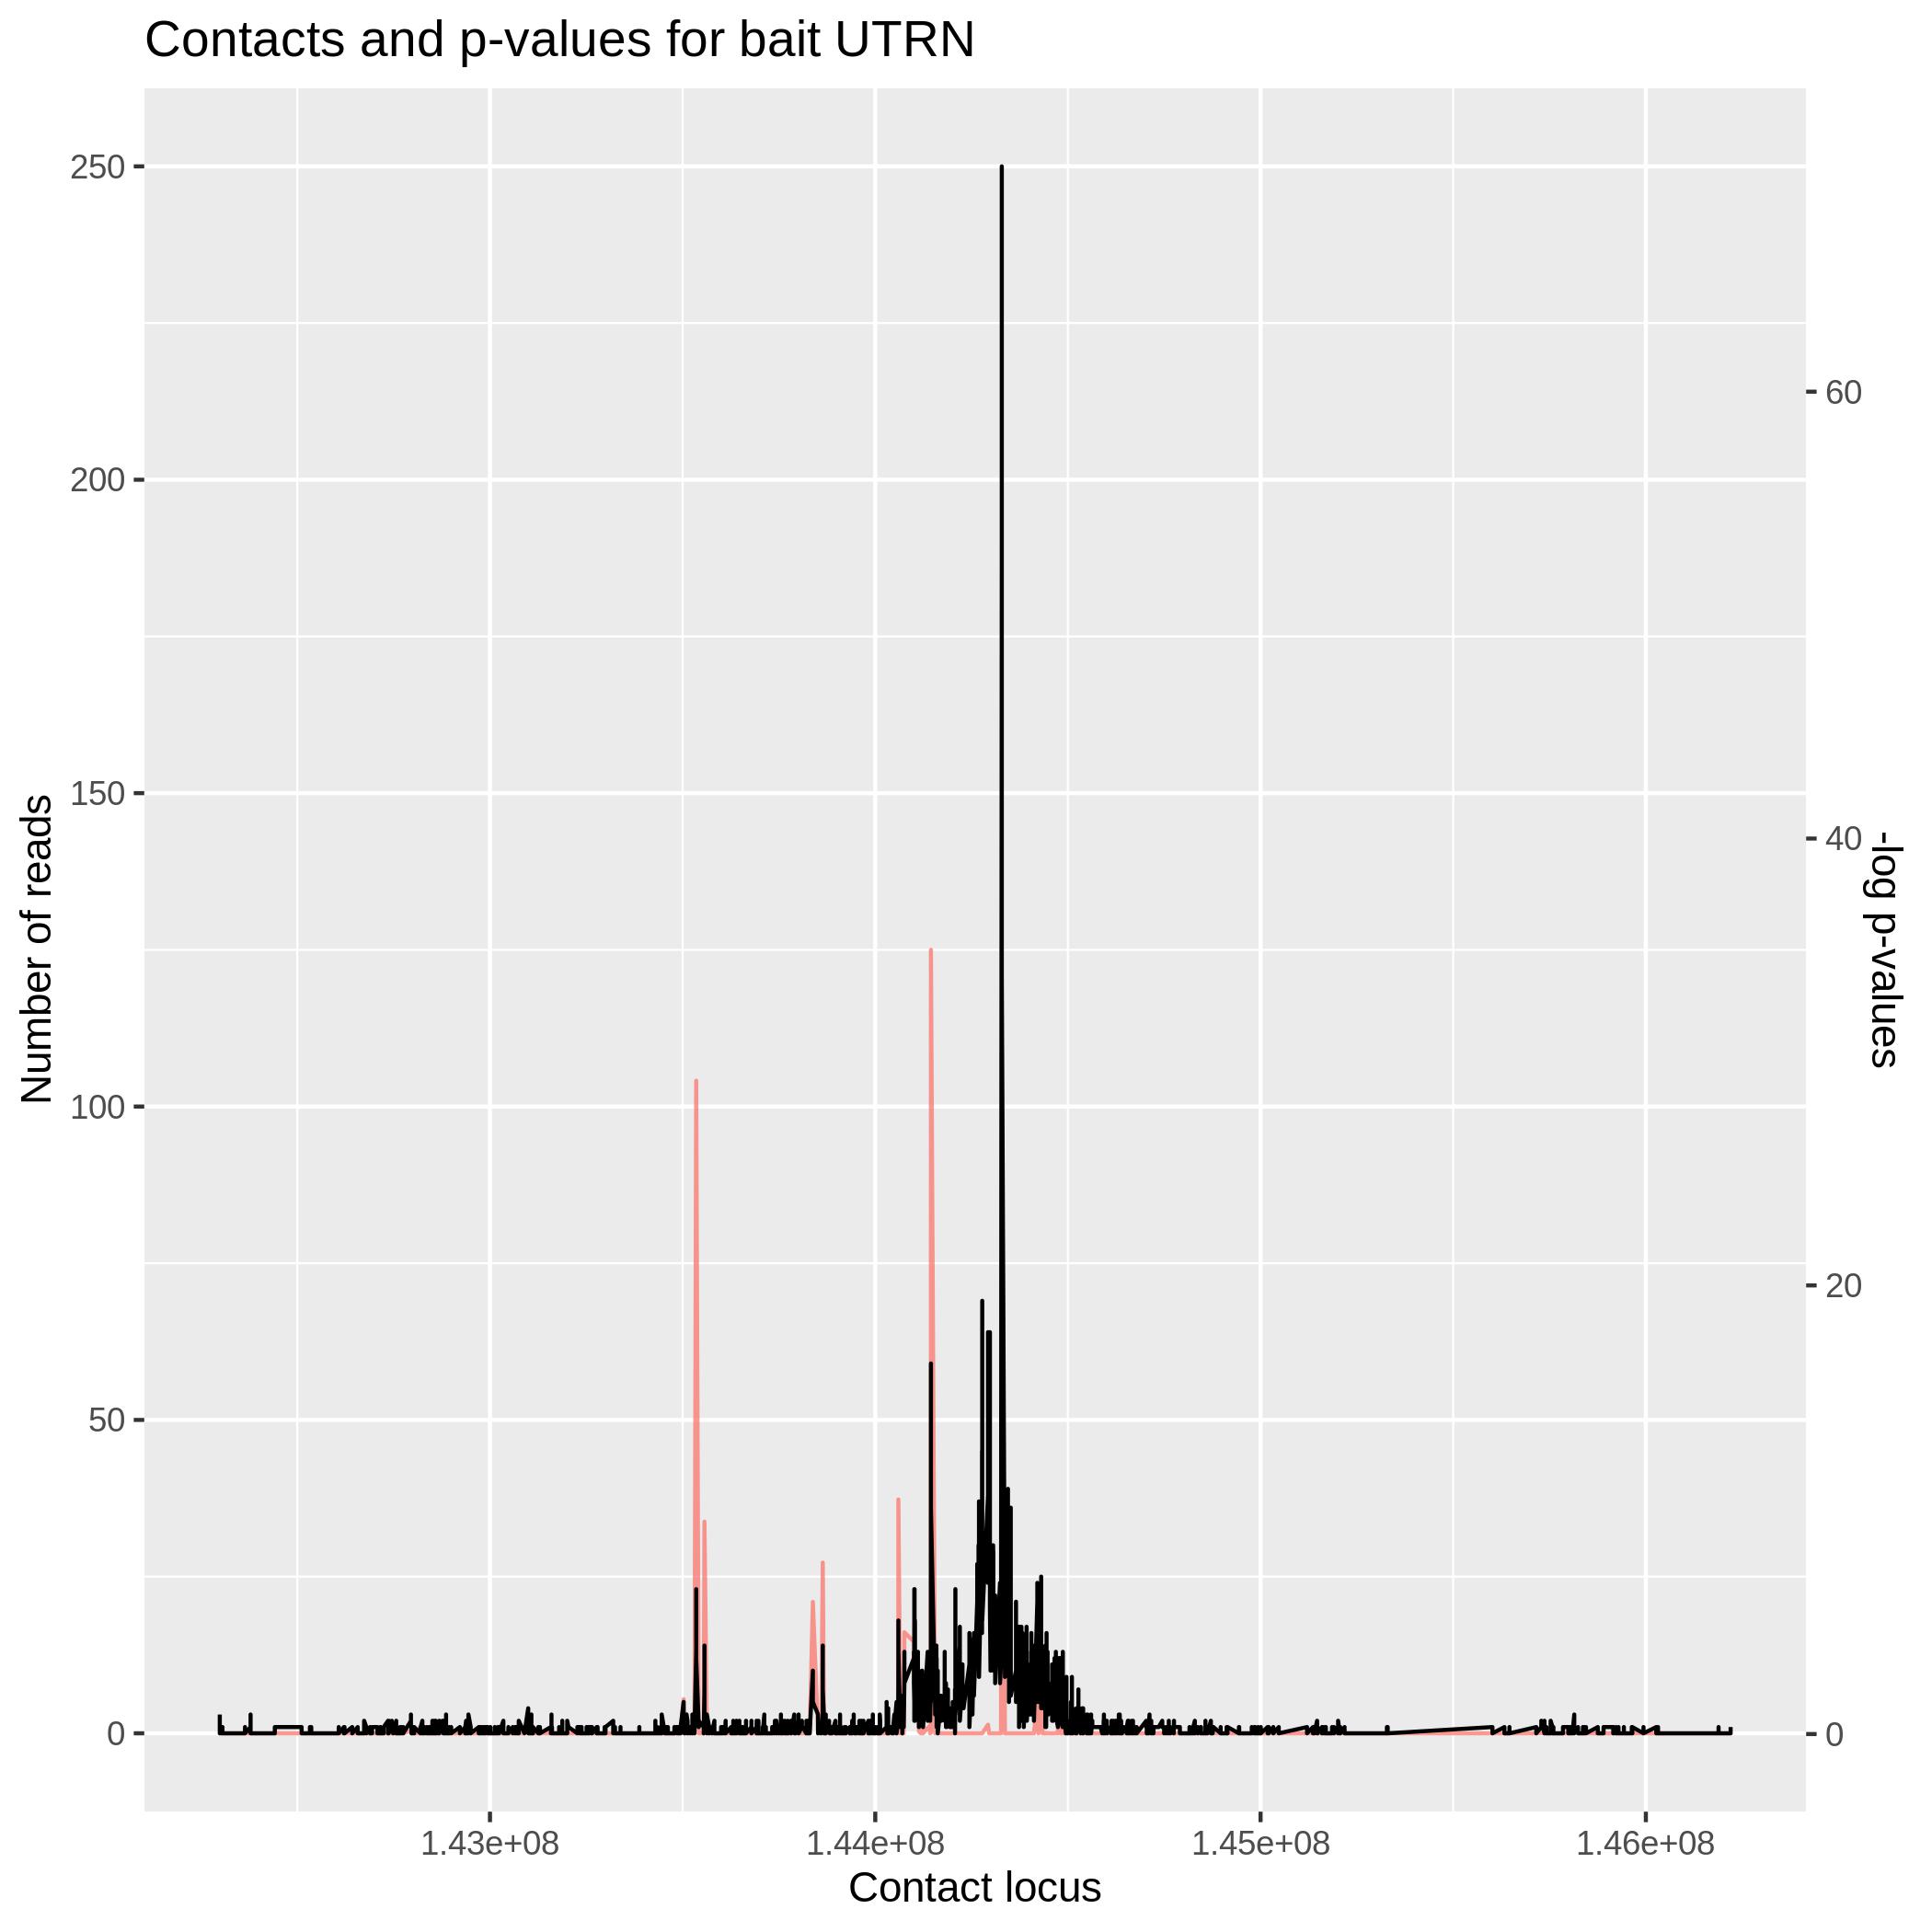 Contacts and p-values for bait UTRN
250
200
150
100
50
0
Number of reads
60
40
20
0
-log p-values
1.43e+08
1.44e+08
1.45e+08
1.46e+08
Contact locus